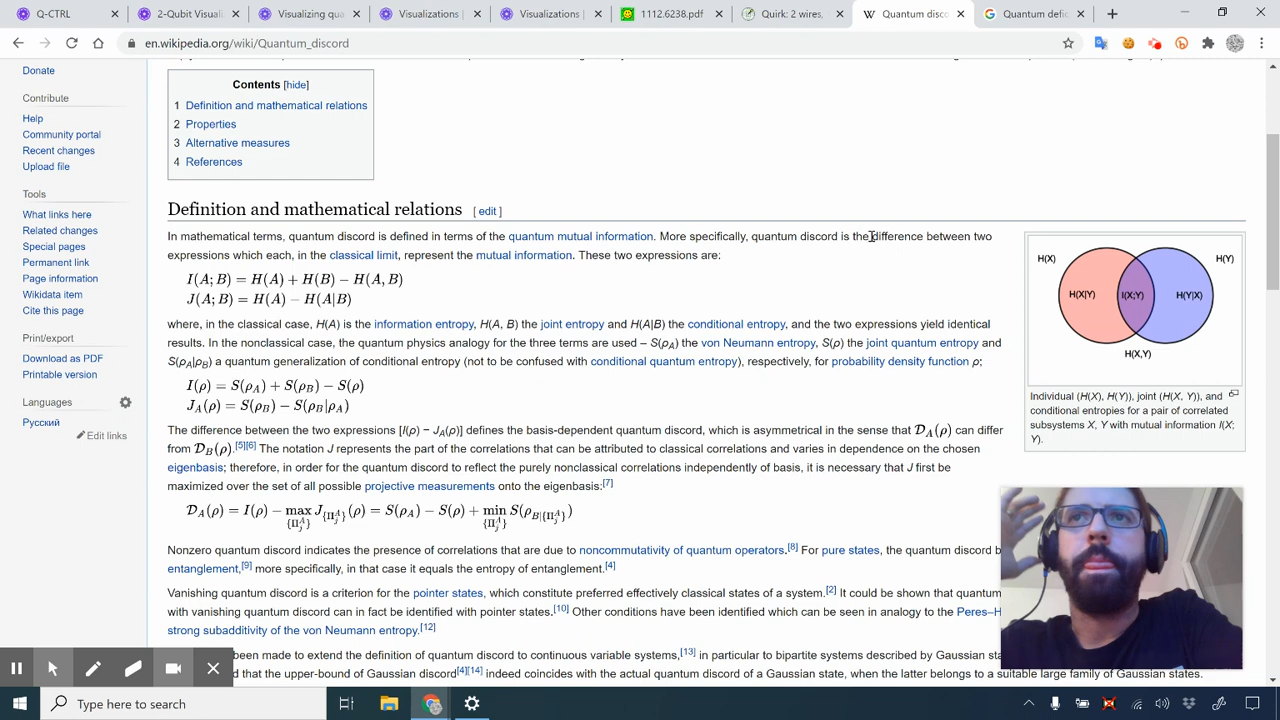 Q-CTRL
2-Qubit Visuali
Visualizing qua
Visualizations |
Visualizations |
1112.6238.pdf
Quirk: 2 wires,
Quantum disco
Quantum defic
en.wikipedia.org/wiki/Quantum_discord
Donate
Contribute
Help
Community portal
Recent changes
Upload file
Tools
What links here
Related changes
Special pages
Permanent link
Page information
Wikidata item
Cite this page
Print/export
Download as PDF
Printable version
Languages
Русский
Edit links
Contents [hide]
1 Definition and mathematical relations
2 Properties
3 Alternative measures
4 References
Definition and mathematical relations [ edit ]
In mathematical terms, quantum discord is defined in terms of the quantum mutual information. More specifically, quantum discord is the difference between two
expressions which each, in the classical limit, represent the mutual information. These two expressions are:
I(A; B) = H(A) + H(B) − H(A, B)
J(A; B) = H(A) − H(A|B)
where, in the classical case, H(A) is the information entropy, H(A, B) the joint entropy and H(A|B) the conditional entropy, and the two expressions yield identical
results. In the nonclassical case, the quantum physics analogy for the three terms are used – S(ρA) the von Neumann entropy, S(ρ) the joint quantum entropy and
S(ρA|ρB) a quantum generalization of conditional entropy (not to be confused with conditional quantum entropy), respectively, for probability density function ρ;
I(ρ) = S(ρA) + S(ρB) − S(ρ)
JA(ρ) = S(ρB) − S(ρB|ρA)
The difference between the two expressions [I(ρ) − JA(ρ)] defines the basis-dependent quantum discord, which is asymmetrical in the sense that DA(ρ) can differ
from DB(ρ).[5][6] The notation J represents the part of the correlations that can be attributed to classical correlations and varies in dependence on the chosen
eigenbasis; therefore, in order for the quantum discord to reflect the purely nonclassical correlations independently of basis, it is necessary that J first be
maximized over the set of all possible projective measurements onto the eigenbasis:[7]
DA(ρ) = I(ρ) − max{ΠjA} J{ΠjA}(ρ) = S(ρA) − S(ρ) + min{ΠjA} S(ρB|{ΠjA})
Nonzero quantum discord indicates the presence of correlations that are due to noncommutativity of quantum operators.[8] For pure states, the quantum discord b
entanglement,[9] more specifically, in that case it equals the entropy of entanglement.[4]
Vanishing quantum discord is a criterion for the pointer states, which constitute preferred effectively classical states of a system.[2] It could be shown that quantum
with vanishing quantum discord can in fact be identified with pointer states.[10] Other conditions have been identified which can be seen in analogy to the Peres–H
strong subadditivity of the von Neumann entropy.[12]
been made to extend the definition of quantum discord to continuous variable systems,[13] in particular to bipartite systems described by Gaussian sta
d that the upper-bound of Gaussian discord[4][14] indeed coincides with the actual quantum discord of a Gaussian state, when the latter belongs to a suitable large family of Gaussian states.
H(X)
H(Y)
H(X|Y)
I(X;Y)
H(Y|X)
H(X,Y)
Individual (H(X), H(Y)), joint (H(X, Y)), and
conditional entropies for a pair of correlated
subsystems X, Y with mutual information I(X;
Y).
Type here to search